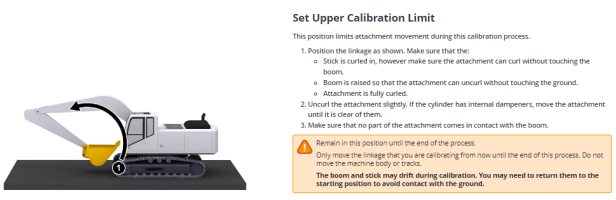 Set Upper Calibration Limit
This position limits attachment movement during this calibration process.
1. Position the linkage as shown. Make sure that the:
Stick is curled in, however make sure the attachment can curl without touching the
boom.
Boom is raised so that the attachment can uncurl without touching the ground.
Attachment is fully curled.
2. Uncurl the attachment slightly. If the cylinder has internal dampeners, move the attachment
until it is clear of them.
3. Make sure that no part of the attachment comes in contact with the boom.
Remain in this position until the end of the process.
Only move the linkage that you are calibrating from now until the end of this process. Do not
move the machine body or tracks.
The boom and stick may drift during calibration. You may need to return them to the
starting position to avoid contact with the ground.
1